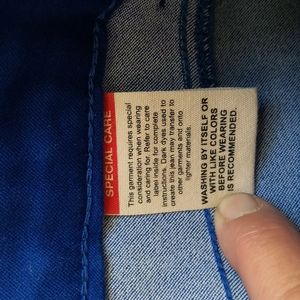 SPECIAL CARE
This garment requires special
consideration when wearing
and caring for. Refer to care
label inside for complete
instructions. Dark dyes used to
create this jean may transfer to
other garments and onto
lighter materials.
WASHING BY ITSELF OR
WITH LIKE COLORS
BEFORE WEARING
IS RECOMMENDED.